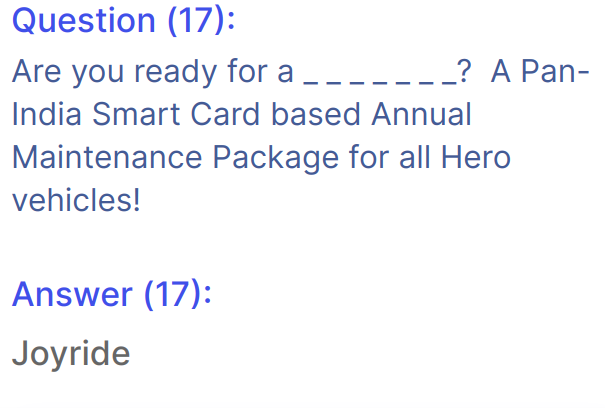 Question (17):
Are you ready for a _ _ _ _ _ _ _? A Pan-
India Smart Card based Annual
Maintenance Package for all Hero
vehicles!
Answer (17):
Joyride